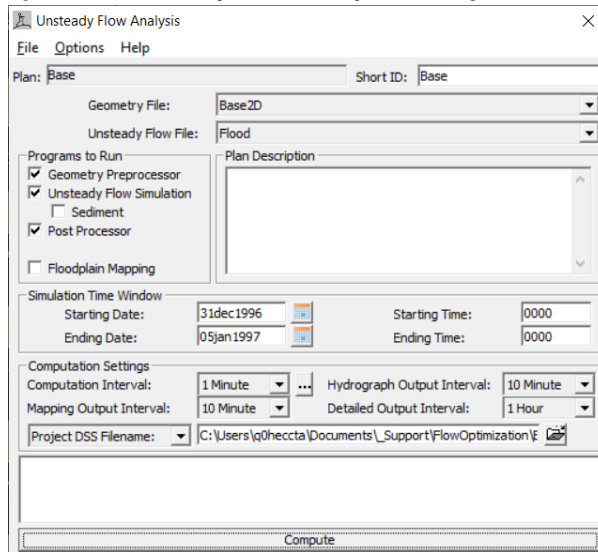 Unsteady Flow Analysis
File Options Help
Plan: Base Short ID: Base
Geometry File: Base2D
Unsteady Flow File: Flood
Programs to Run Plan Description
Geometry Preprocessor
Unsteady Flow Simulation
Sediment
Post Processor
Floodplain Mapping
Simulation Time Window
Starting Date: 31dec1996 Starting Time: 0000
Ending Date: 05jan1997 Ending Time: 0000
Computation Settings
Computation Interval: 1 Minute ... Hydrograph Output Interval: 10 Minute
Mapping Output Interval: 10 Minute Detailed Output Interval: 1 Hour
Project DSS Filename: C:\Users\q0heccta\Documents\_Support\FlowOptimization\
Compute